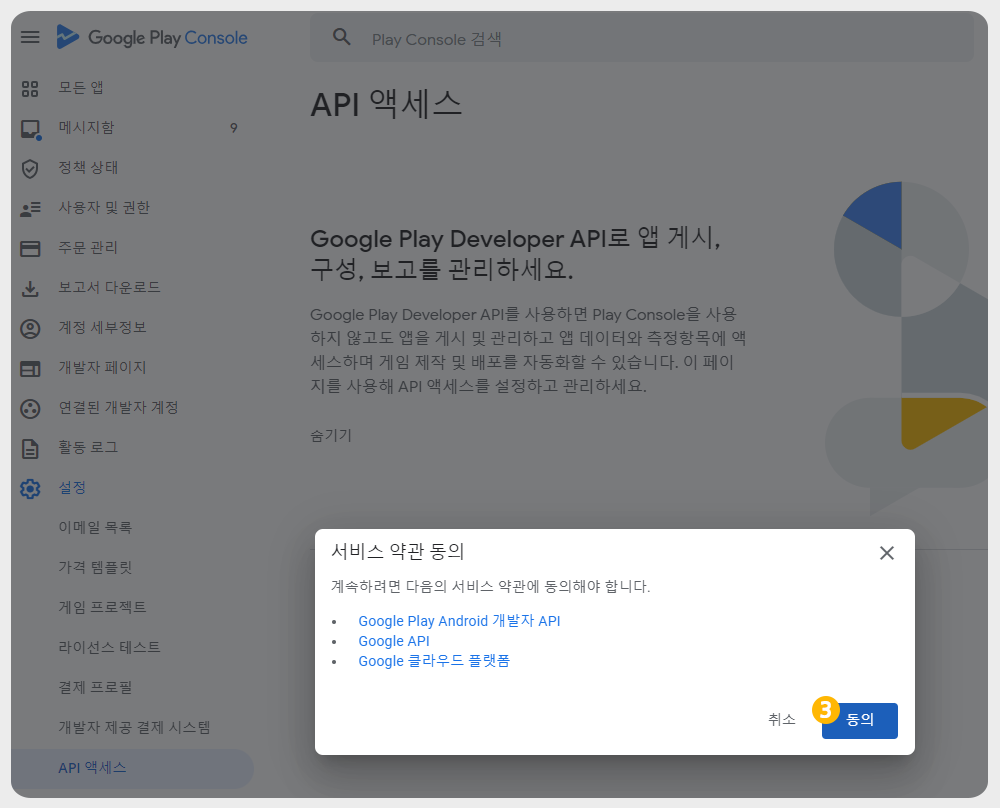 Google Play Console
Play Console 검색
모든 앱
메시지함 9
정책 상태
사용자 및 권한
주문 관리
보고서 다운로드
계정 세부정보
개발자 페이지
연결된 개발자 계정
활동 로그
설정
이메일 목록
가격 템플릿
게임 프로젝트
라이선스 테스트
결제 프로필
개발자 제공 결제 시스템
API 액세스
API 액세스
Google Play Developer API로 앱 게시,
구성, 보고를 관리하세요.
Google Play Developer API를 사용하면 Play Console을 사용
하지 않고도 앱을 게시 및 관리하고 앱 데이터와 측정항목에 액
세스하며 게임 제작 및 배포를 자동화할 수 있습니다. 이 페이
지를 사용해 API 액세스를 설정하고 관리하세요.
숨기기
서비스 약관 동의
계속하려면 다음의 서비스 약관에 동의해야 합니다.
• Google Play Android 개발자 API
• Google API
• Google 클라우드 플랫폼
취소
3
동의